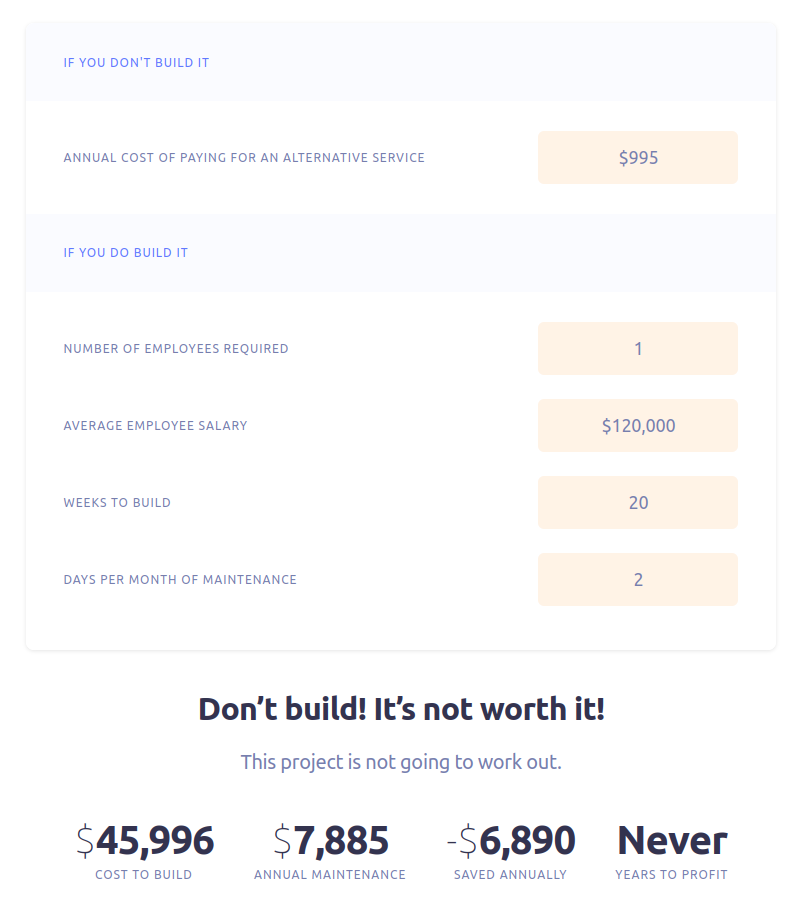 IF YOU DON'T BUILD IT
ANNUAL COST OF PAYING FOR AN ALTERNATIVE SERVICE
$995
IF YOU DO BUILD IT
NUMBER OF EMPLOYEES REQUIRED
1
AVERAGE EMPLOYEE SALARY
$120,000
WEEKS TO BUILD
20
DAYS PER MONTH OF MAINTENANCE
2
Don’t build! It’s not worth it!
This project is not going to work out.
$45,996
COST TO BUILD
$7,885
ANNUAL MAINTENANCE
-$6,890
SAVED ANNUALLY
Never
YEARS TO PROFIT